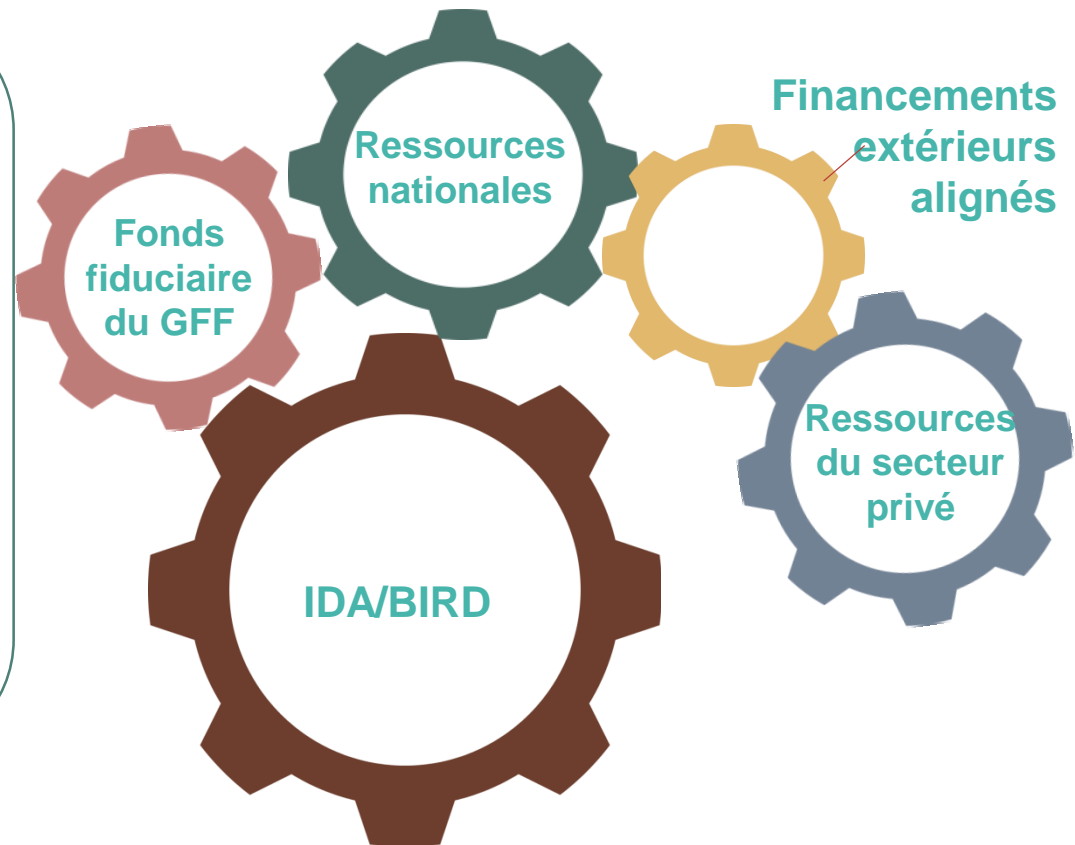 Financements
extérieurs
alignés
Ressources
nationales
Fonds
fiduciaire
du GFF
Ressources
du secteur
privé
IDA/BIRD